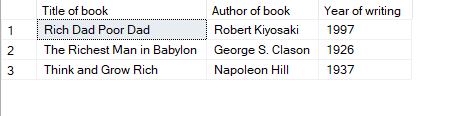 Title of book Author of book Year of writing
1 Rich Dad Poor Dad Robert Kiyosaki 1997
2 The Richest Man in Babylon George S. Clason 1926
3 Think and Grow Rich Napoleon Hill 1937